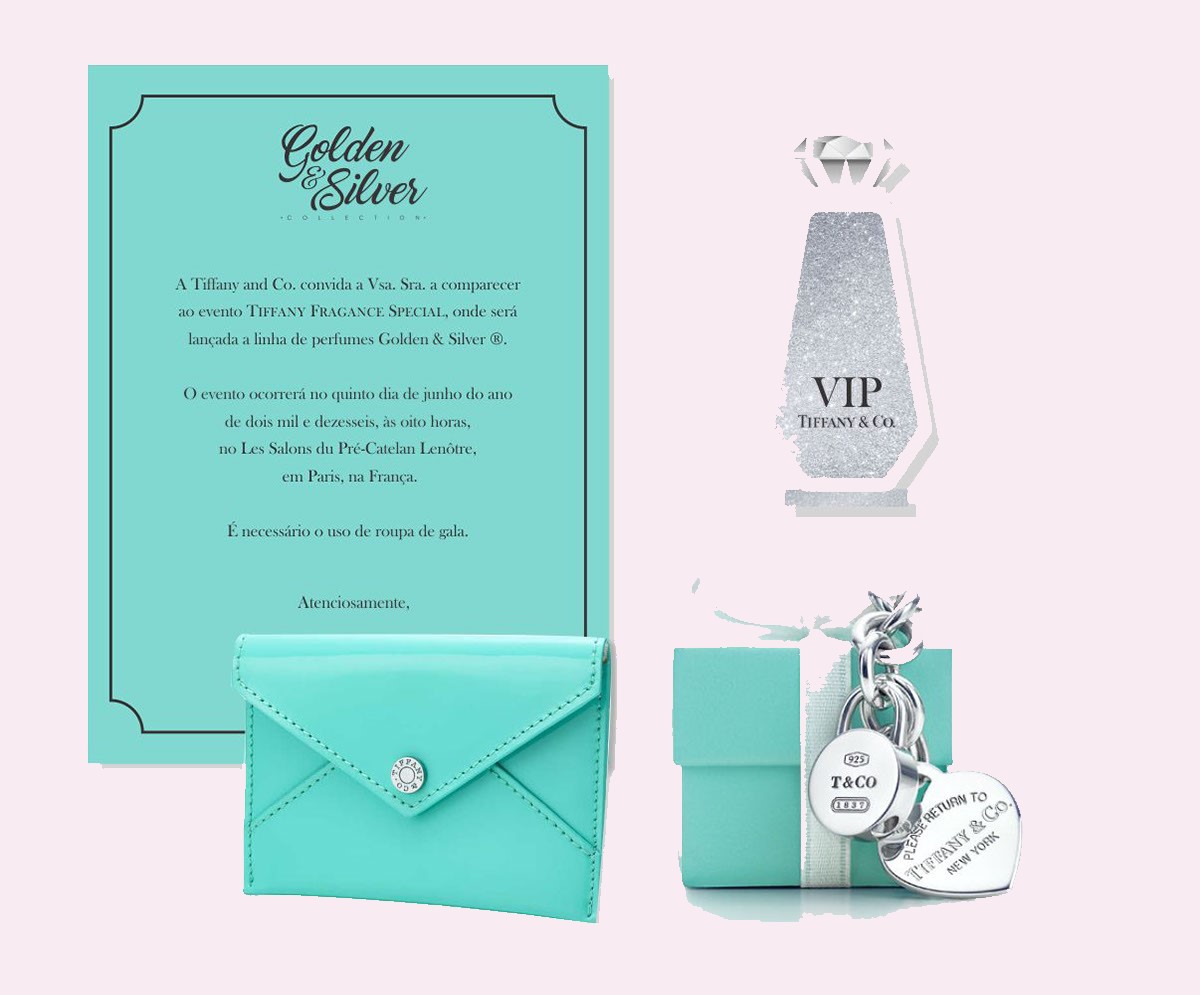 Golden
& Silver
• COLLECTION •
A Tiffany and Co. convida a Vsa. Sra. a comparecer
ao evento TIFFANY FRAGANCE SPECIAL, onde será
lançada a linha de perfumes Golden & Silver ®.
O evento ocorrerá no quinto dia de junho do ano
de dois mil e dezesseis, às oito horas,
no Les Salons du Pré-Catelan Lenôtre,
em Paris, na França.
É necessário o uso de roupa de gala.
Atenciosamente,
TIFFANY & CO.
VIP
TIFFANY & CO.
925
T&CO
1837
PLEASE RETURN TO
TIFFANY & CO.
NEW YORK